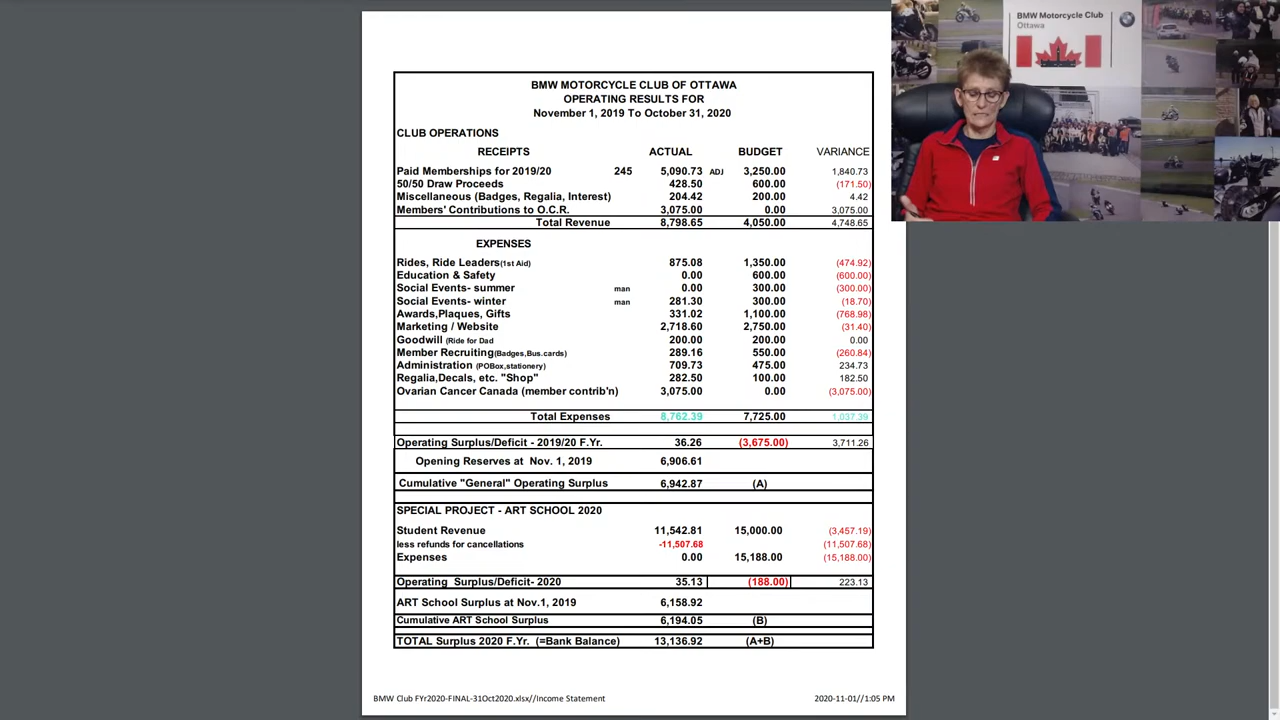 BMW Motorcycle Club
Ottawa
BMW MOTORCYCLE CLUB OF OTTAWA
OPERATING RESULTS FOR
November 1, 2019 To October 31, 2020
CLUB OPERATIONS
RECEIPTS ACTUAL BUDGET VARIANCE
Paid Memberships for 2019/20 245 5,090.73 ADJ 3,250.00 1,840.73
50/50 Draw Proceeds 428.50 600.00 (171.50)
Miscellaneous (Badges, Regalia, Interest) 204.42 200.00 4.42
Members' Contributions to O.C.R. 3,075.00 0.00 3,075.00
Total Revenue 8,798.65 4,050.00 4,748.65
EXPENSES
Rides, Ride Leaders(1st Aid) 875.08 1,350.00 (474.92)
Education & Safety 0.00 600.00 (600.00)
Social Events- summer man 0.00 300.00 (300.00)
Social Events- winter man 281.30 300.00 (18.70)
Awards,Plaques, Gifts 331.02 1,100.00 (768.98)
Marketing / Website 2,718.60 2,750.00 (31.40)
Goodwill (Ride for Dad 200.00 200.00 0.00
Member Recruiting(Badges,Bus.cards) 289.16 550.00 (260.84)
Administration (POBox,stationery) 709.73 475.00 234.73
Regalia,Decals, etc. "Shop" 282.50 100.00 182.50
Ovarian Cancer Canada (member contrib'n) 3,075.00 0.00 (3,075.00)
Total Expenses 8,762.39 7,725.00 1,037.39
Operating Surplus/Deficit - 2019/20 F.Yr. 36.26 (3,675.00) 3,711.26
Opening Reserves at Nov. 1, 2019 6,906.61
Cumulative "General" Operating Surplus 6,942.87 (A)
SPECIAL PROJECT - ART SCHOOL 2020
Student Revenue 11,542.81 15,000.00 (3,457.19)
less refunds for cancellations -11,507.68 (11,507.68)
Expenses 0.00 15,188.00 (15,188.00)
Operating Surplus/Deficit- 2020 35.13 (188.00) 223.13
ART School Surplus at Nov.1, 2019 6,158.92
Cumulative ART School Surplus 6,194.05 (B)
TOTAL Surplus 2020 F.Yr. (=Bank Balance) 13,136.92 (A+B)
BMW Club FYr2020-FINAL-31Oct2020.xlsx//Income Statement 2020-11-01//1:05 PM